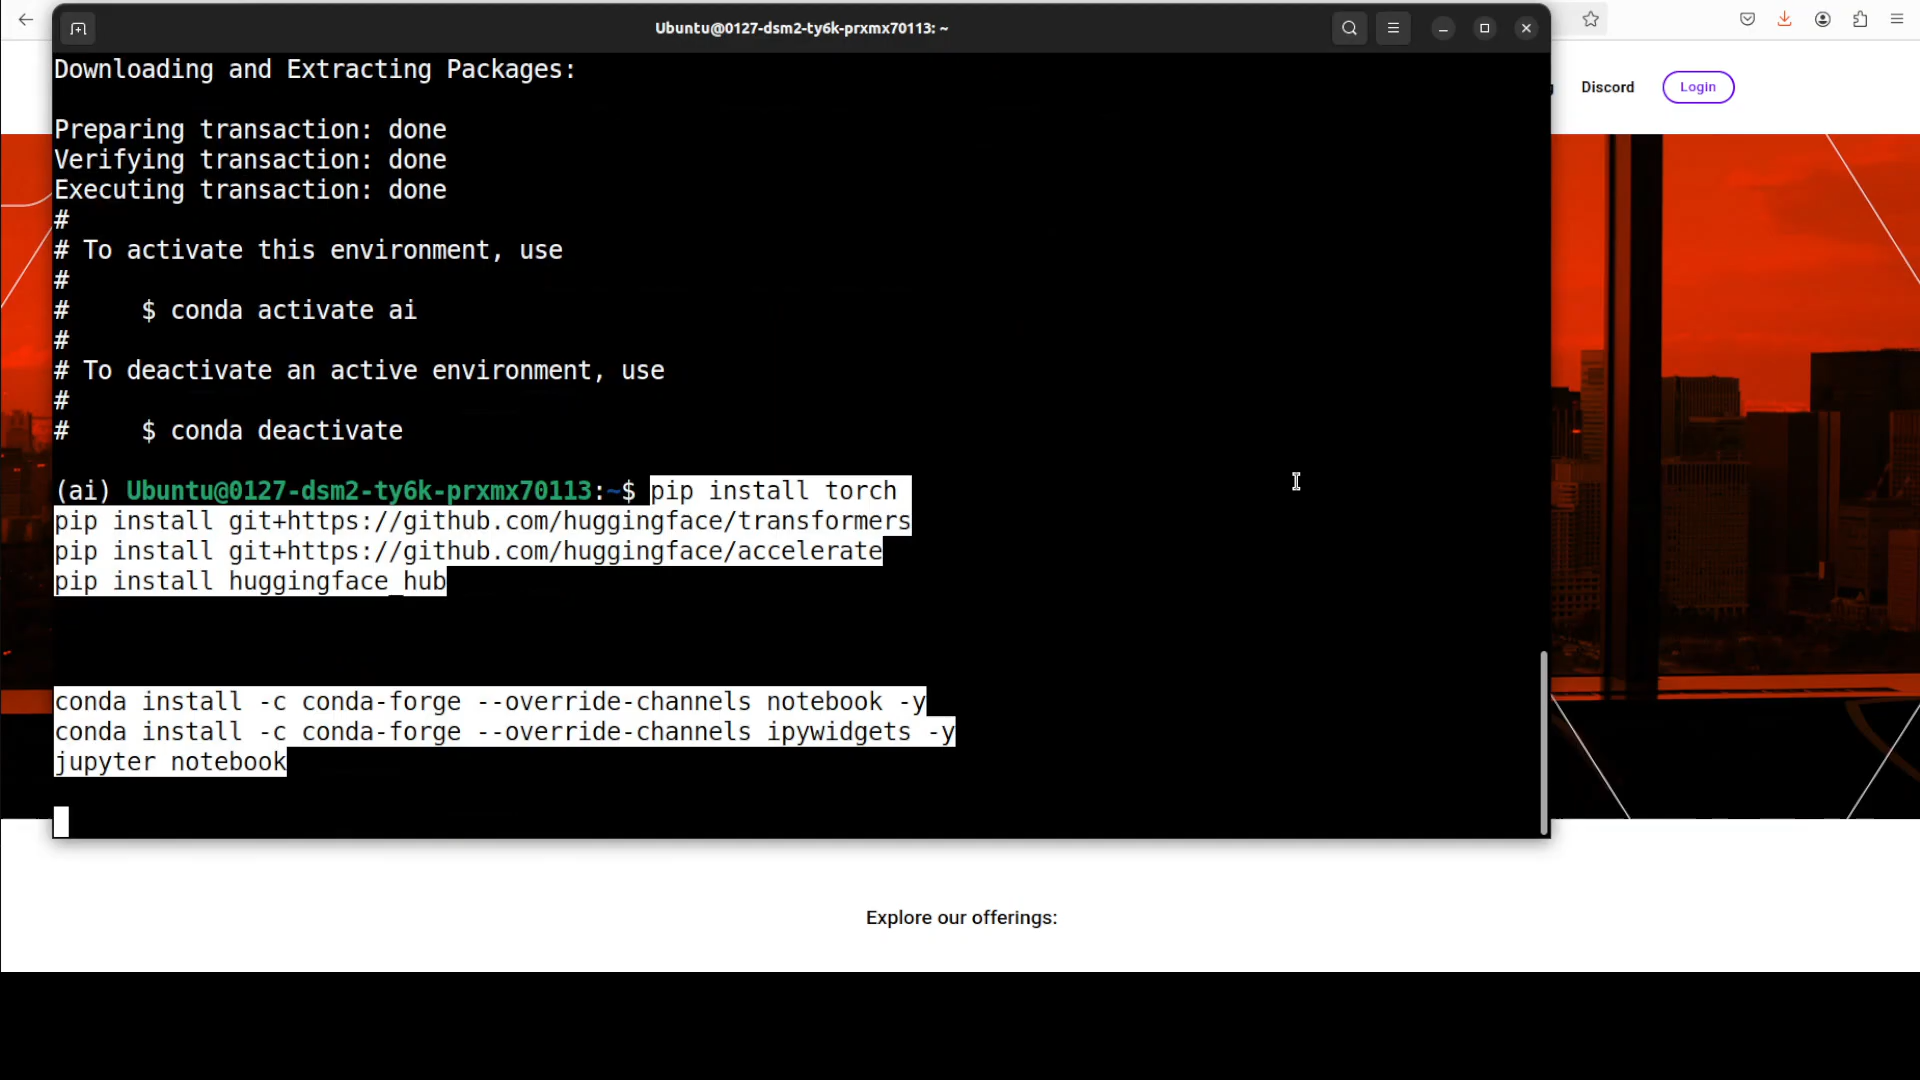 Ubuntu@0127-dsm2-ty6k-prxmx70113: ~
Discord
Login
Downloading and Extracting Packages:
Preparing transaction: done
Verifying transaction: done
Executing transaction: done
#
# To activate this environment, use
#
#     $ conda activate ai
#
# To deactivate an active environment, use
#
#     $ conda deactivate
(ai) Ubuntu@0127-dsm2-ty6k-prxmx70113:~$ pip install torch
pip install git+https://github.com/huggingface/transformers
pip install git+https://github.com/huggingface/accelerate
pip install huggingface_hub
conda install -c conda-forge --override-channels notebook -y
conda install -c conda-forge --override-channels ipywidgets -y
jupyter notebook
Explore our offerings: